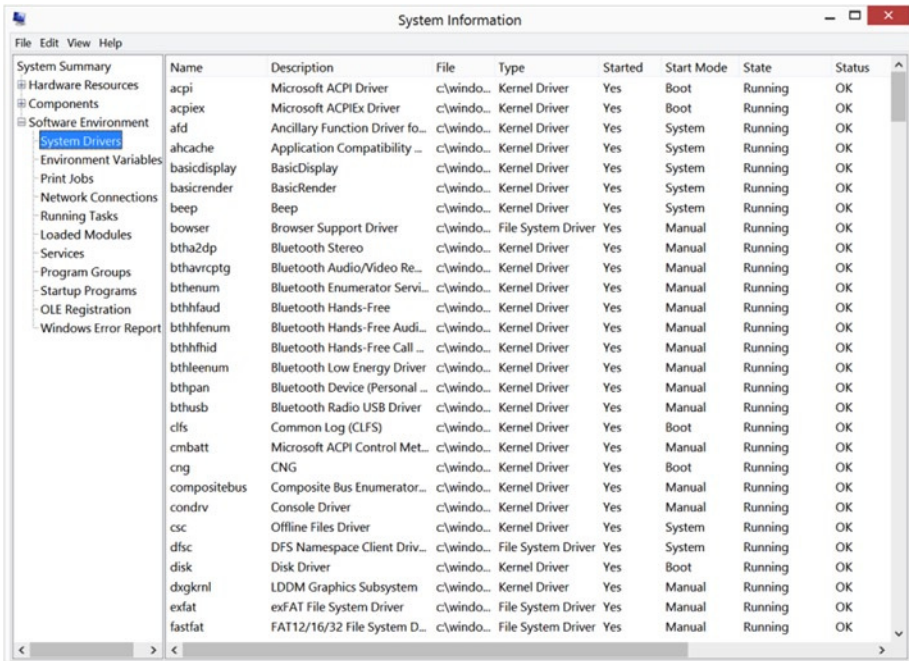 System Information
File Edit View Help
System Summary
Hardware Resources
Components
Software Environment
System Drivers
Environment Variables
Print Jobs
Network Connections
Running Tasks
Loaded Modules
Services
Program Groups
Startup Programs
OLE Registration
Windows Error Report
Name Description File Type Started Start Mode State Status
acpi Microsoft ACPI Driver c:\windo... Kernel Driver Yes Boot Running OK
acpiex Microsoft ACPIEx Driver c:\windo... Kernel Driver Yes Boot Running OK
afd Ancillary Function Driver fo... c:\windo... Kernel Driver Yes System Running OK
ahcache Application Compatibility ... c:\windo... Kernel Driver Yes System Running OK
basicdisplay BasicDisplay c:\windo... Kernel Driver Yes System Running OK
basicrender BasicRender c:\windo... Kernel Driver Yes System Running OK
beep Beep c:\windo... Kernel Driver Yes System Running OK
bowser Browser Support Driver c:\windo... File System Driver Yes Manual Running OK
btha2dp Bluetooth Stereo c:\windo... Kernel Driver Yes Manual Running OK
bthavrcptg Bluetooth Audio/Video Re... c:\windo... Kernel Driver Yes Manual Running OK
bthenum Bluetooth Enumerator Servi... c:\windo... Kernel Driver Yes Manual Running OK
bthhfaud Bluetooth Hands-Free c:\windo... Kernel Driver Yes Manual Running OK
bthhfenum Bluetooth Hands-Free Audi... c:\windo... Kernel Driver Yes Manual Running OK
bthhfhid Bluetooth Hands-Free Call ... c:\windo... Kernel Driver Yes Manual Running OK
bthleenum Bluetooth Low Energy Driver c:\windo... Kernel Driver Yes Manual Running OK
bthpan Bluetooth Device (Personal ... c:\windo... Kernel Driver Yes Manual Running OK
bthusb Bluetooth Radio USB Driver c:\windo... Kernel Driver Yes Manual Running OK
clfs Common Log (CLFS) c:\windo... Kernel Driver Yes Boot Running OK
cmbatt Microsoft ACPI Control Met... c:\windo... Kernel Driver Yes Manual Running OK
cng CNG c:\windo... Kernel Driver Yes Boot Running OK
compositebus Composite Bus Enumerator... c:\windo... Kernel Driver Yes Manual Running OK
condrv Console Driver c:\windo... Kernel Driver Yes Manual Running OK
csc Offline Files Driver c:\windo... Kernel Driver Yes System Running OK
dfsc DFS Namespace Client Driv... c:\windo... File System Driver Yes System Running OK
disk Disk Driver c:\windo... Kernel Driver Yes Boot Running OK
dxgkrnl LDDM Graphics Subsystem c:\windo... Kernel Driver Yes Manual Running OK
exfat exFAT File System Driver c:\windo... File System Driver Yes Manual Running OK
fastfat FAT12/16/32 File System D... c:\windo... File System Driver Yes Manual Running OK